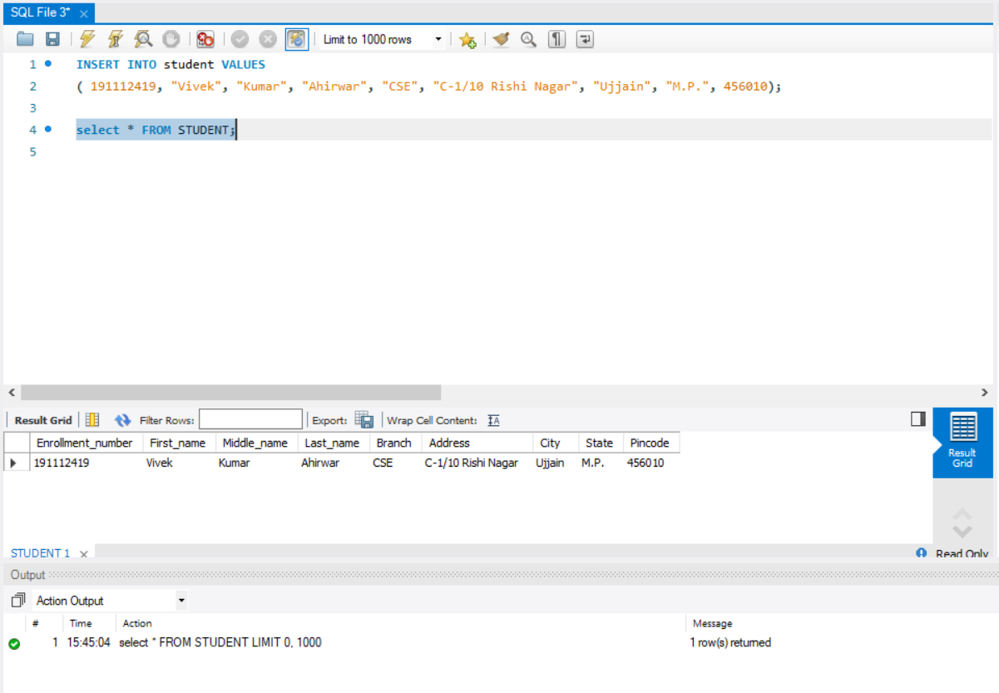 SQL File 3*
Limit to 1000 rows
1 INSERT INTO student VALUES
2 ( 191112419, "Vivek", "Kumar", "Ahirwar", "CSE", "C-1/10 Rishi Nagar", "Ujjain", "M.P.", 456010);
3
4 select * FROM STUDENT;
5
Result Grid Filter Rows: Export: Wrap Cell Content:
Enrollment_number First_name Middle_name Last_name Branch Address City State Pincode
191112419 Vivek Kumar Ahirwar CSE C-1/10 Rishi Nagar Ujjain M.P. 456010
Result
Grid
STUDENT 1 Read Only
Output
Action Output
# Time Action Message
1 15:45:04 select * FROM STUDENT LIMIT 0, 1000 1 row(s) returned